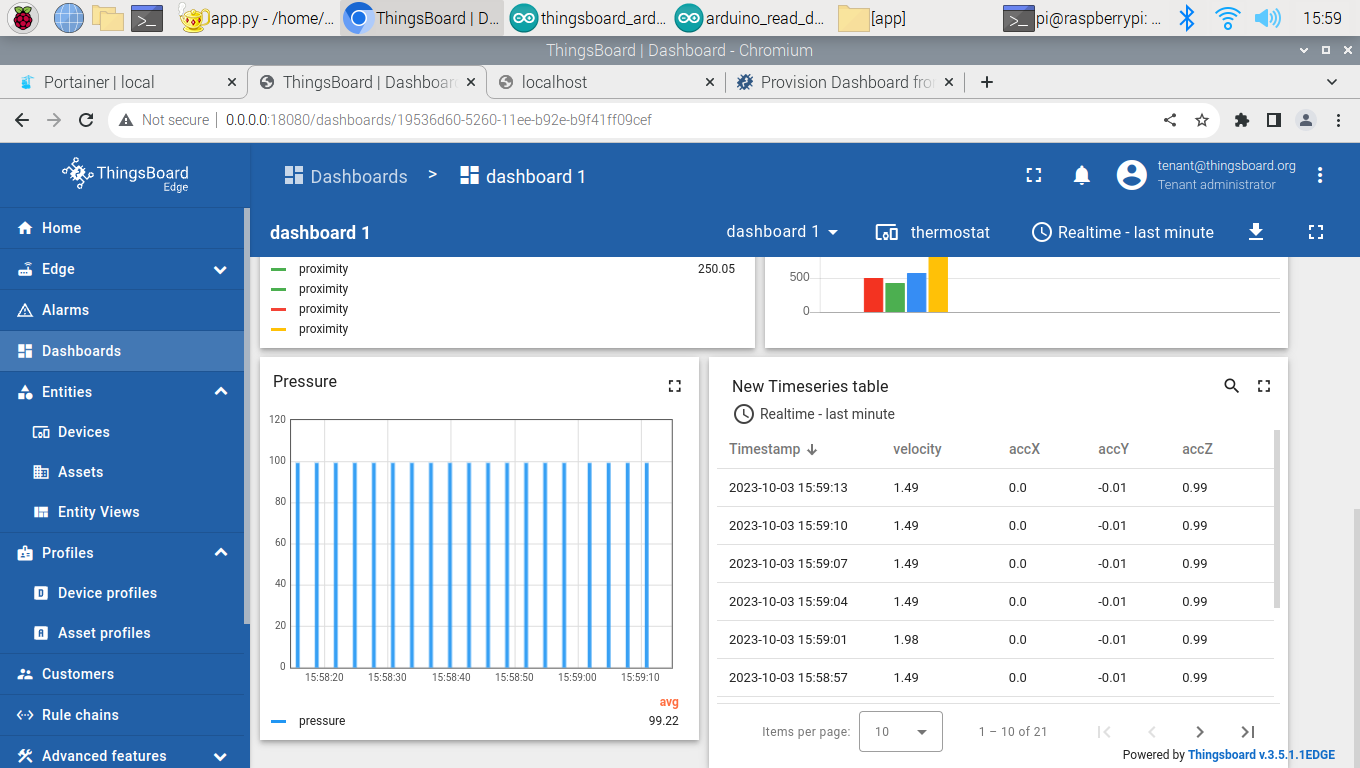 app.py - /home/...
ThingsBoard | D...
thingsboard_ard...
arduino_read_d...
[app]
pi@raspberrypi: ...
15:59
ThingsBoard | Dashboard - Chromium
Portainer | local
ThingsBoard | Dashboar
localhost
Provision Dashboard fro
Not secure
0.0.0.0:18080/dashboards/19536d60-5260-11ee-b92e-b9f41ff09cef
ThingsBoard
Edge
Dashboards > dashboard 1
tenant@thingsboard.org
Tenant administrator
dashboard 1
dashboard 1
thermostat
Realtime - last minute
Home
Edge
Alarms
Dashboards
Entities
Devices
Assets
Entity Views
Profiles
D Device profiles
A Asset profiles
Customers
Rule chains
Advanced features
proximity 250.05
proximity
proximity
proximity
500
0
Pressure
120
100
80
60
40
20
0
15:58:20 15:58:30 15:58:40 15:58:50 15:59:00 15:59:10
avg
pressure 99.22
New Timeseries table
Realtime - last minute
Timestamp velocity accX accY accZ
2023-10-03 15:59:13 1.49 0.0 -0.01 0.99
2023-10-03 15:59:10 1.49 0.0 -0.01 0.99
2023-10-03 15:59:07 1.49 0.0 -0.01 0.99
2023-10-03 15:59:04 1.49 0.0 -0.01 0.99
2023-10-03 15:59:01 1.98 0.0 -0.01 0.99
2023-10-03 15:58:57 1.49 0.0 -0.01 0.99
Items per page: 10 1 – 10 of 21
Powered by Thingsboard v.3.5.1.1EDGE